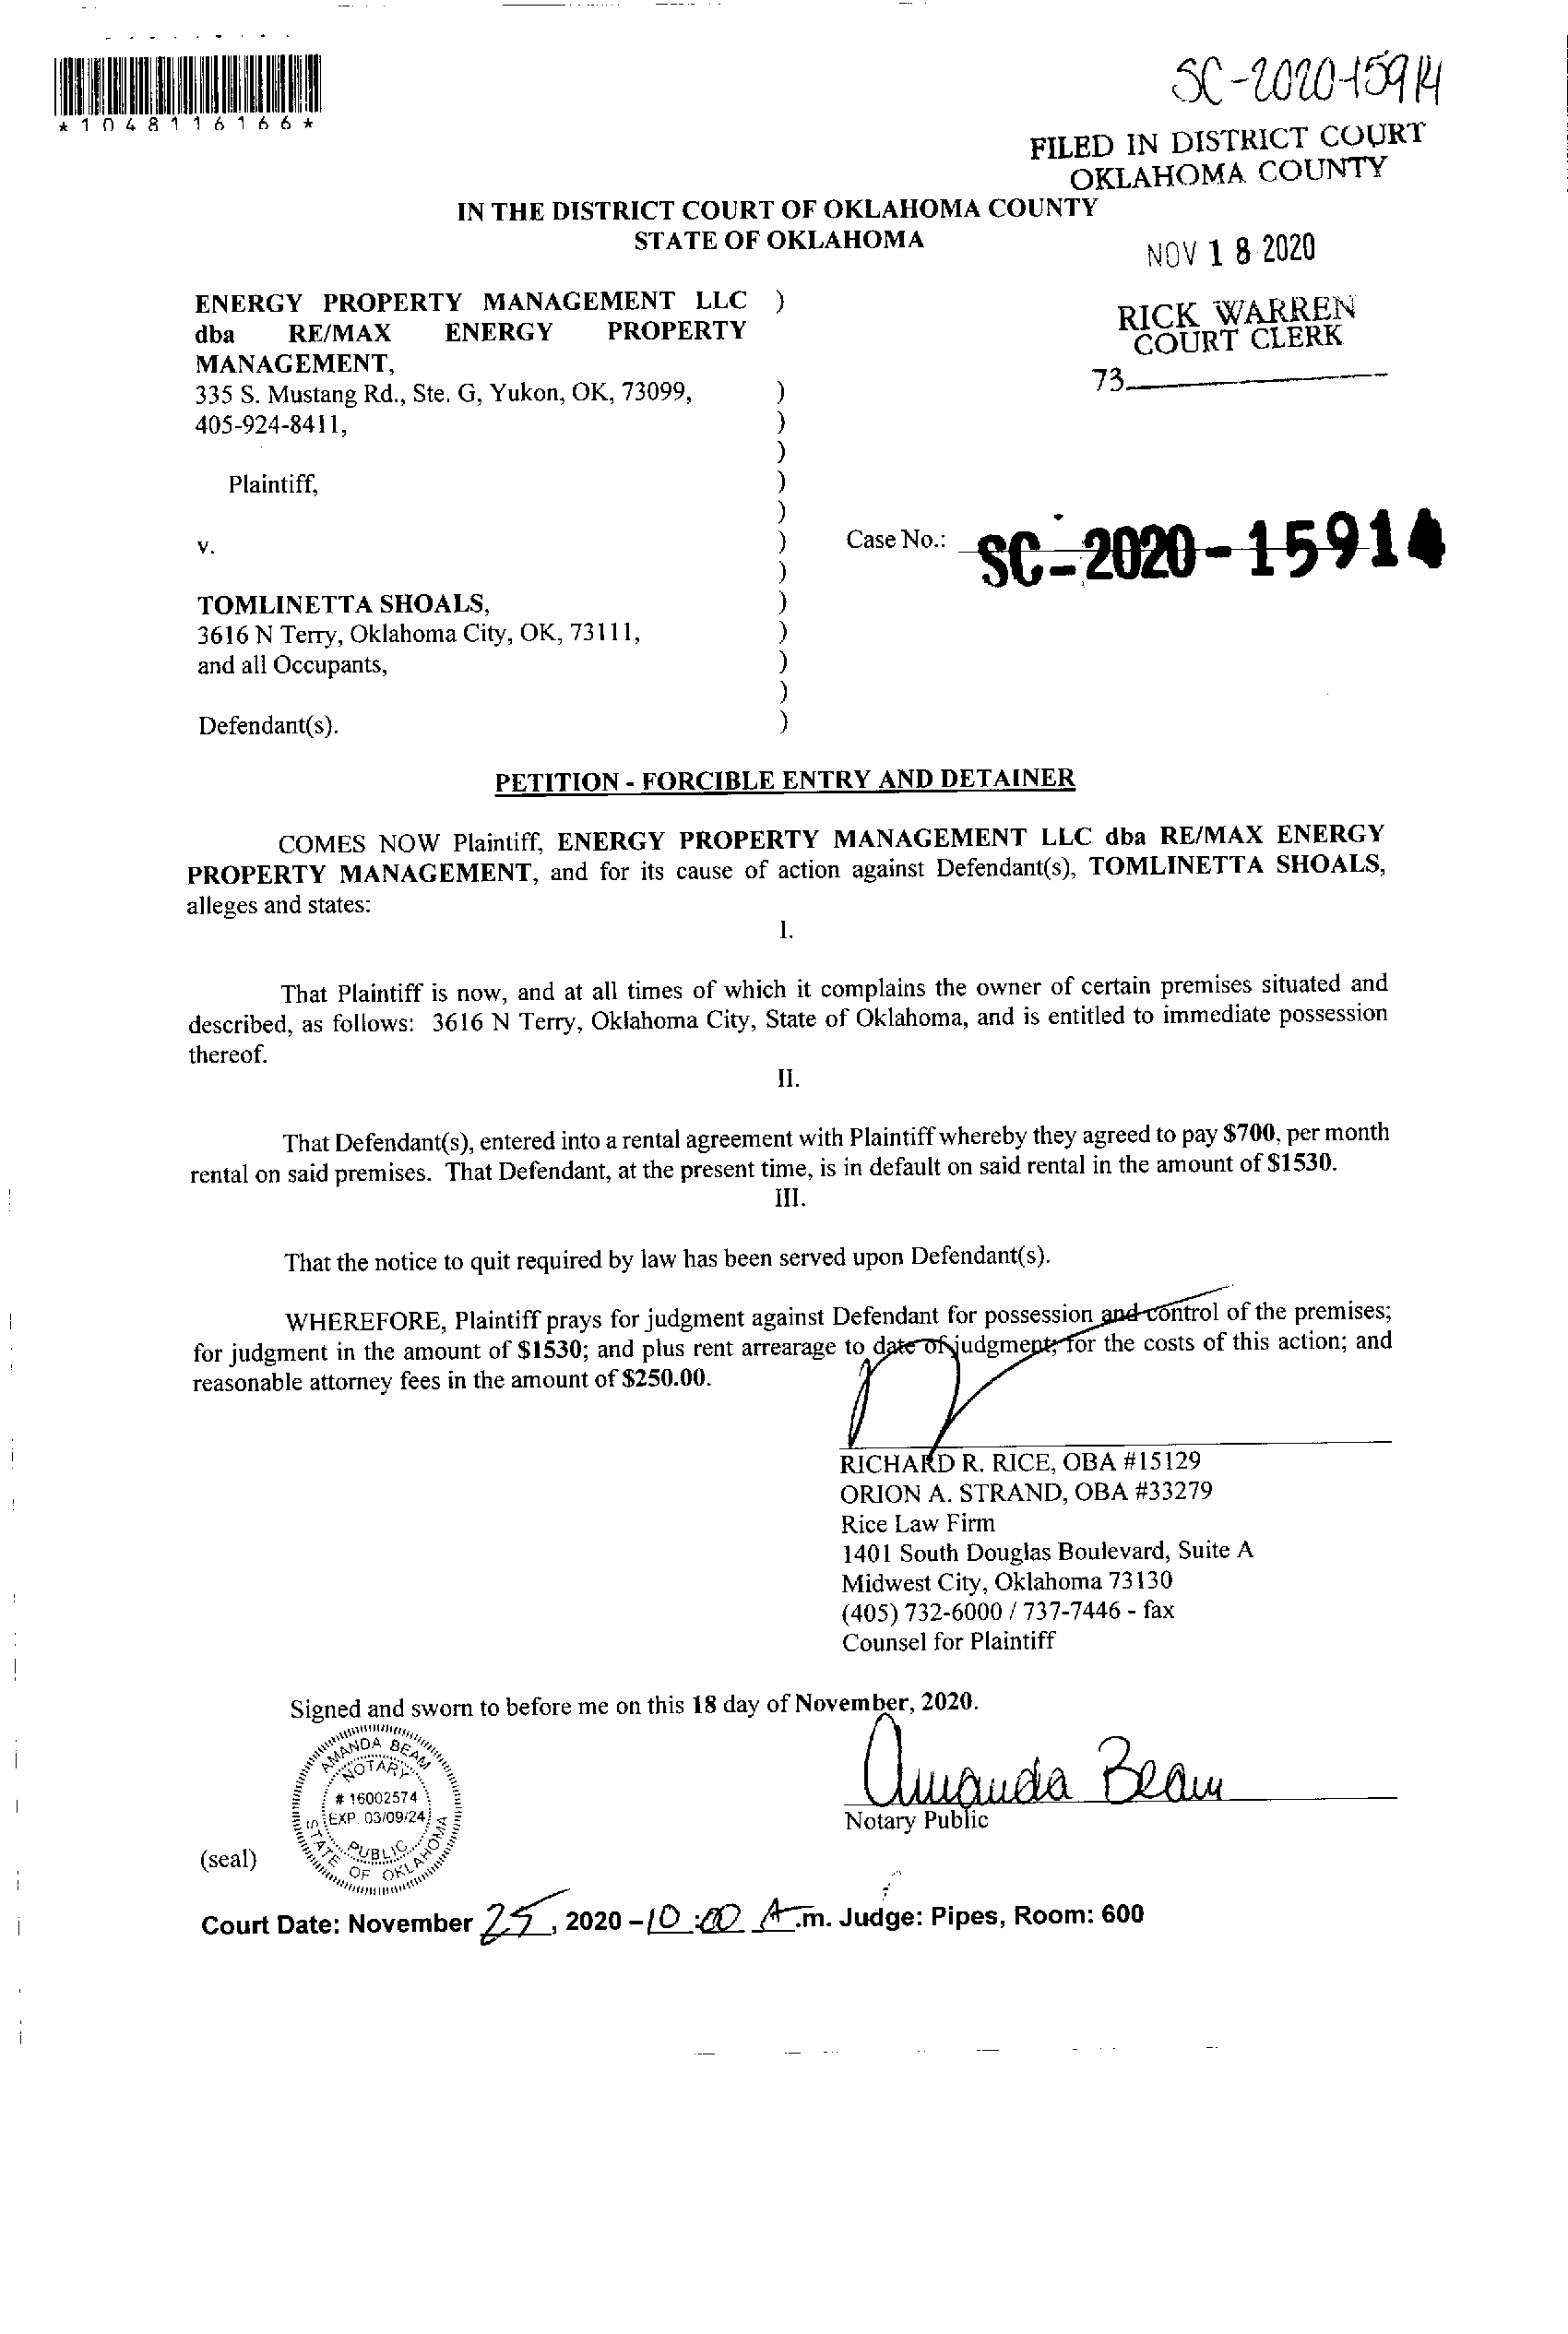 *1048116166*
SC-2020-15914
FILED IN DISTRICT COURT
OKLAHOMA COUNTY
IN THE DISTRICT COURT OF OKLAHOMA COUNTY
STATE OF OKLAHOMA
NOV 18 2020
RICK WARREN
COURT CLERK
73
ENERGY PROPERTY MANAGEMENT LLC )
dba RE/MAX ENERGY PROPERTY
MANAGEMENT,
335 S. Mustang Rd., Ste. G, Yukon, OK, 73099, )
405-924-8411, )
)
Plaintiff, )
)
v. ) Case No.: SC-2020-15914
)
TOMLINETTA SHOALS, )
3616 N Terry, Oklahoma City, OK, 73111, )
and all Occupants, )
)
Defendant(s). )
PETITION - FORCIBLE ENTRY AND DETAINER
COMES NOW Plaintiff, ENERGY PROPERTY MANAGEMENT LLC dba RE/MAX ENERGY
PROPERTY MANAGEMENT, and for its cause of action against Defendant(s), TOMLINETTA SHOALS,
alleges and states:
I.
That Plaintiff is now, and at all times of which it complains the owner of certain premises situated and
described, as follows: 3616 N Terry, Oklahoma City, State of Oklahoma, and is entitled to immediate possession
thereof.
II.
That Defendant(s), entered into a rental agreement with Plaintiff whereby they agreed to pay $700, per month
rental on said premises. That Defendant, at the present time, is in default on said rental in the amount of $1530.
III.
That the notice to quit required by law has been served upon Defendant(s).
WHEREFORE, Plaintiff prays for judgment against Defendant for possession and control of the premises;
for judgment in the amount of $1530; and plus rent arrearage to date of judgment; for the costs of this action; and
reasonable attorney fees in the amount of $250.00.
RICHARD R. RICE, OBA #15129
ORION A. STRAND, OBA #33279
Rice Law Firm
1401 South Douglas Boulevard, Suite A
Midwest City, Oklahoma 73130
(405) 732-6000 / 737-7446 - fax
Counsel for Plaintiff
Signed and sworn to before me on this 18 day of November, 2020.
AMANDA BEAM
NOTARY
# 16002574
EXP. 03/09/24
PUBLIC
STATE OF OKLAHOMA
Amanda Beam
Notary Public
(seal)
Court Date: November 25, 2020 - 10:00 A.m. Judge: Pipes, Room: 600